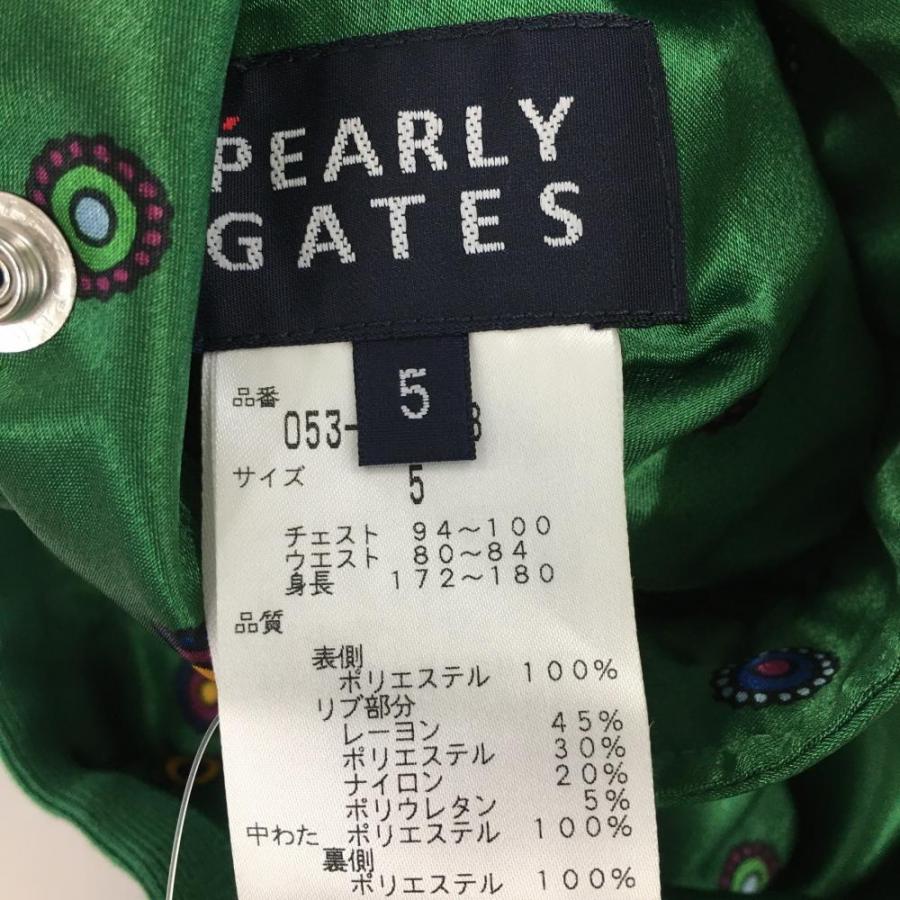 PEARLY
GATES
5
品番
053-
サイズ
5
チェスト 94～100
ウエスト 80～84
身長 172～180
品質
表側
ポリエステル 100%
リブ部分
レーヨン 45%
ポリエステル 30%
ナイロン 20%
ポリウレタン 5%
中わた ポリエステル 100%
裏側
ポリエステル 100%